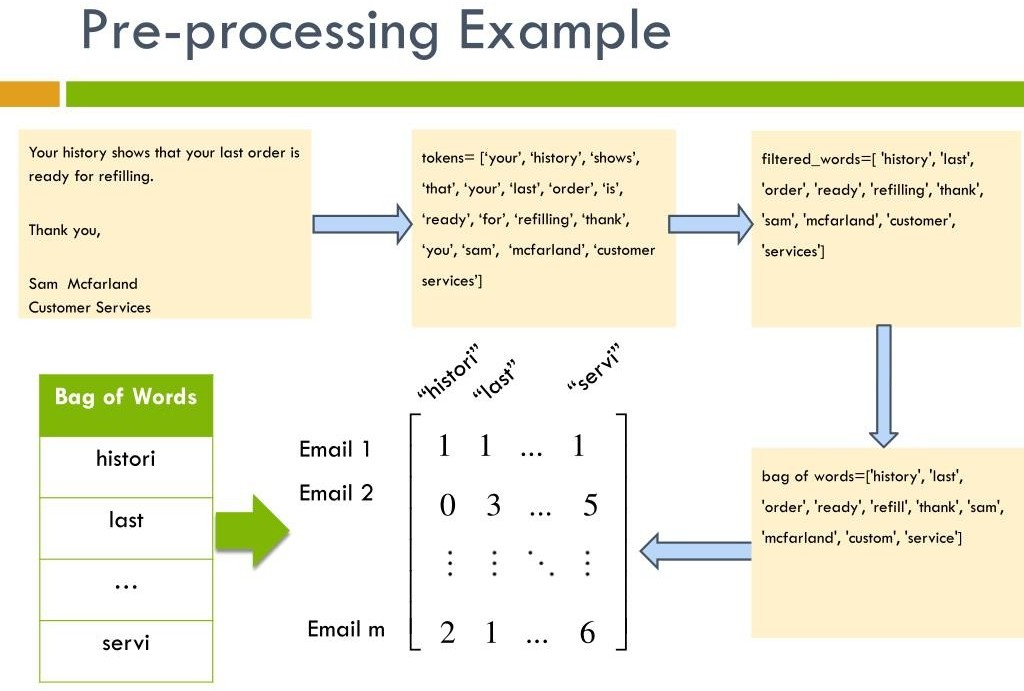 Pre-processing Example
Your history shows that your last order is
ready for refilling.
Thank you,
Sam Mcfarland
Customer Services
tokens= [‘your’, ‘history’, ‘shows’,
‘that’, ‘your’, ‘last’, ‘order’, ‘is’,
‘ready’, ‘for’, ‘refilling’, ‘thank’,
‘you’, ‘sam’, ‘mcfarland’, ‘customer
services’]
filtered_words=[ 'history', 'last',
'order', 'ready', 'refilling', 'thank',
'sam', 'mcfarland', 'customer',
'services']
bag of words=['history', 'last',
'order', 'ready', 'refill', 'thank', 'sam',
'mcfarland', 'custom', 'service']
“histori” “last” “servi”
Email 1 1 1 ... 1
Email 2 0 3 ... 5
⋮ ⋮ ⋱ ⋮
Email m 2 1 ... 6
Bag of Words
histori
last
...
servi